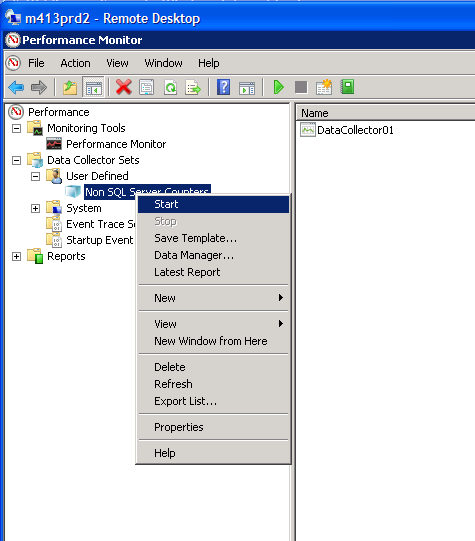 m413prd2 - Remote Desktop
Performance Monitor
File Action View Window Help
Performance
Monitoring Tools
Performance Monitor
Data Collector Sets
User Defined
Non SQL Server Counters
System
Event Trace Se
Startup Event
Reports
Start
Stop
Save Template...
Data Manager...
Latest Report
New
View
New Window from Here
Delete
Refresh
Export List...
Properties
Help
Name
DataCollector01